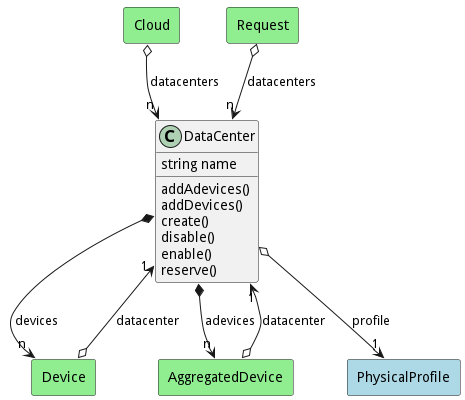 Cloud
Request
datacenters
datacenters
n
n
C DataCenter
string name
addAdevices()
addDevices()
create()
disable()
enable()
reserve()
1
1
devices
datacenter
adevices
datacenter
profile
n
n
1
Device
AggregatedDevice
PhysicalProfile